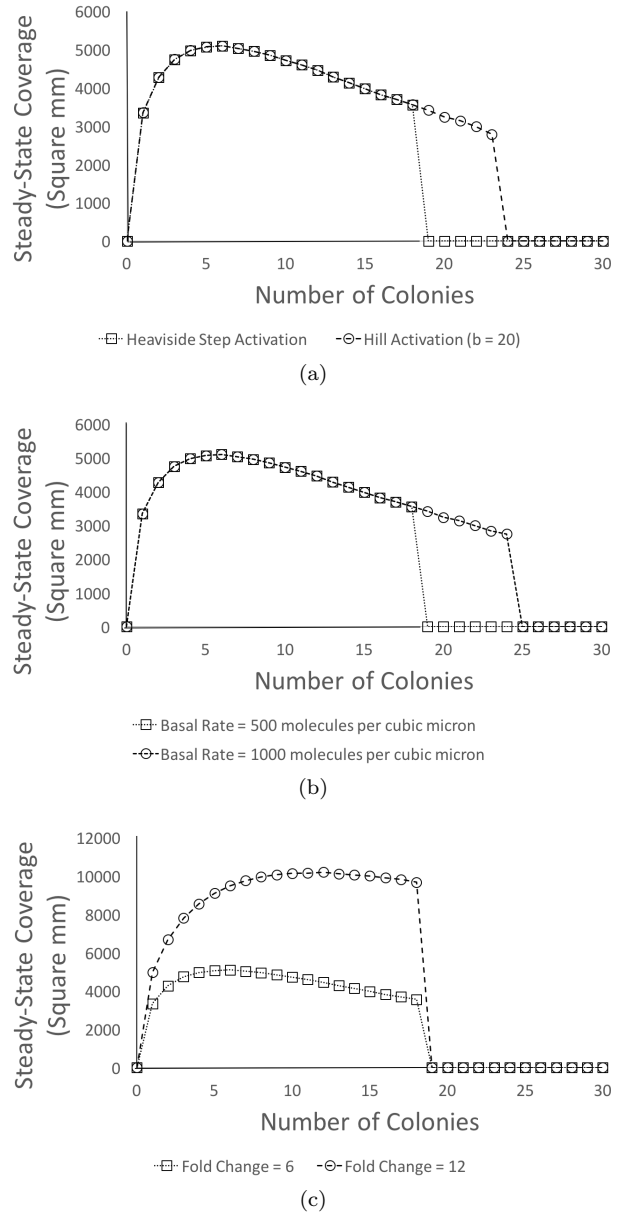 6000
5000
4000
3000
2000
1000
0
Steady-State Coverage
(Square mm)
0 5 10 15 20 25 30
Number of Colonies
Heaviside Step Activation Hill Activation (b = 20)
(a)
6000
5000
4000
3000
2000
1000
0
Steady-State Coverage
(Square mm)
0 5 10 15 20 25 30
Number of Colonies
Basal Rate = 500 molecules per cubic micron
Basal Rate = 1000 molecules per cubic micron
(b)
12000
10000
8000
6000
4000
2000
0
Steady-State Coverage
(Square mm)
0 5 10 15 20 25 30
Number of Colonies
Fold Change = 6 Fold Change = 12
(c)